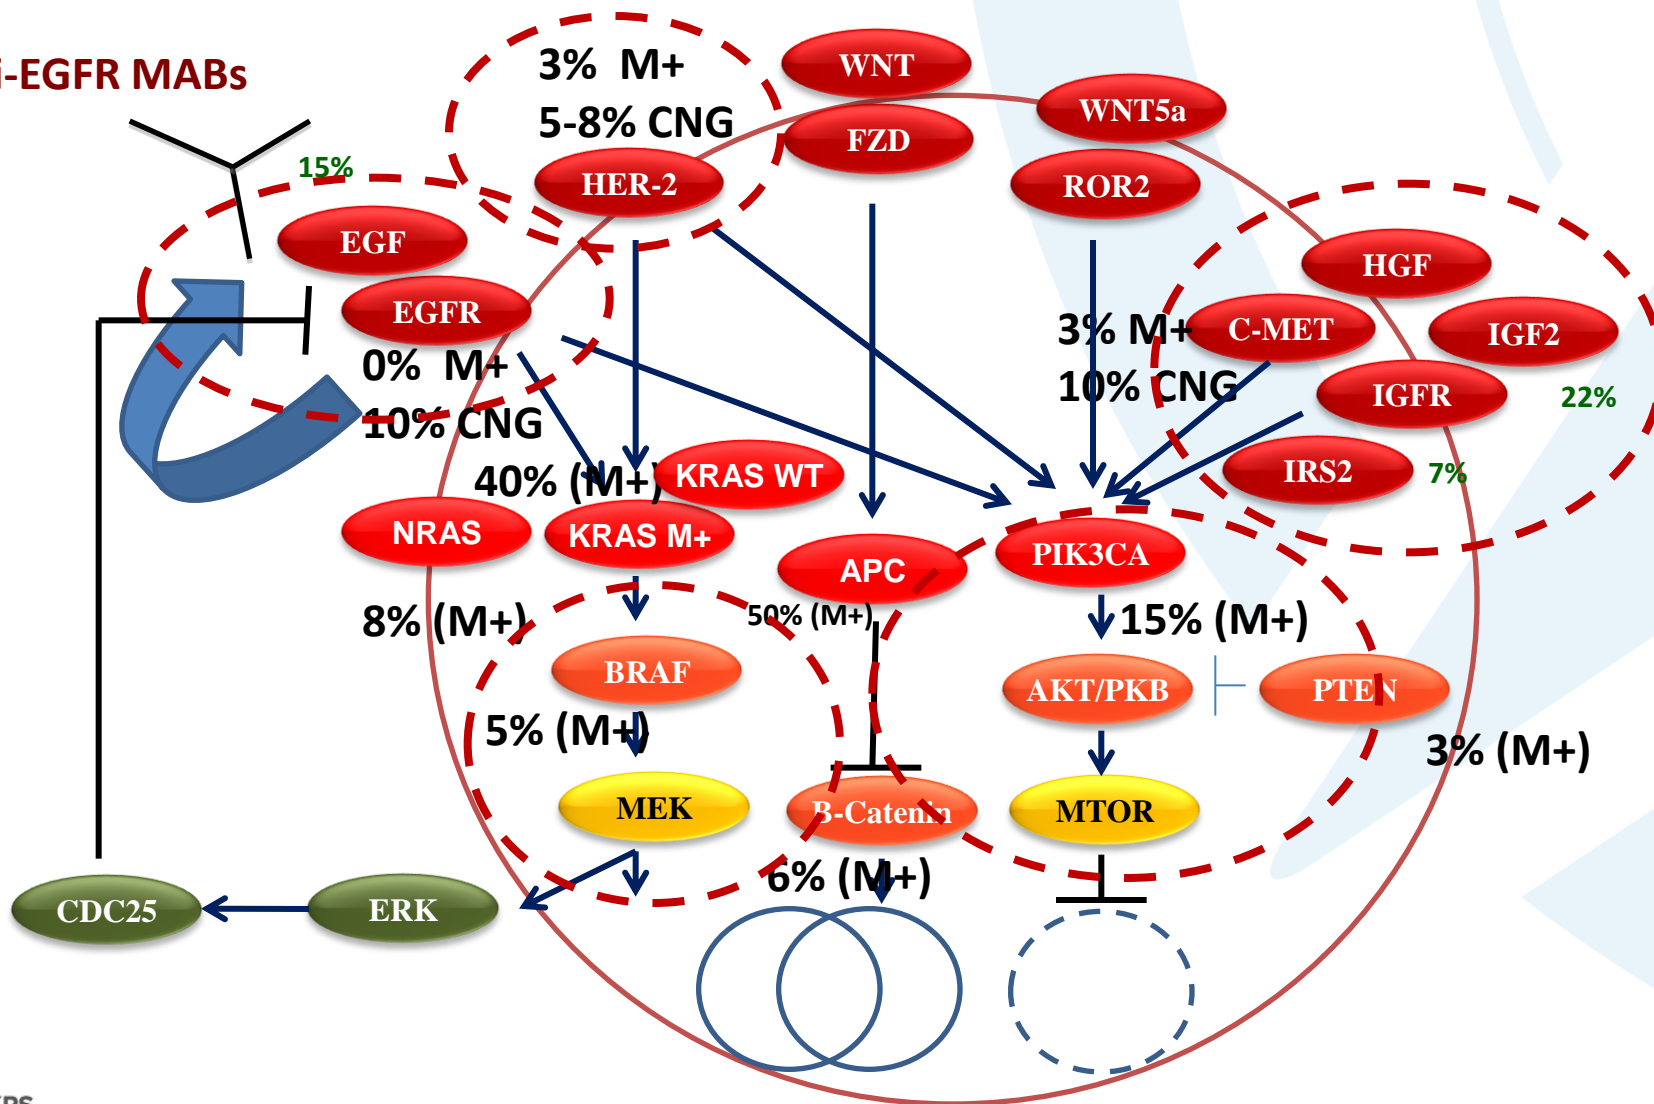 i-EGFR MABs
15%
3%  M+
5-8% CNG
HER-2
WNT
FZD
WNT5a
ROR2
EGF
EGFR
0%  M+
10% CNG
HGF
C-MET
IGF2
IGFR
22%
IRS2
7%
3% M+
10% CNG
40% (M+)
KRAS WT
NRAS
KRAS M+
APC
PIK3CA
8% (M+)
50% (M+)
15% (M+)
BRAF
AKT/PKB
PTEN
5% (M+)
3% (M+)
MEK
B-Catenin
MTOR
6% (M+)
CDC25
ERK